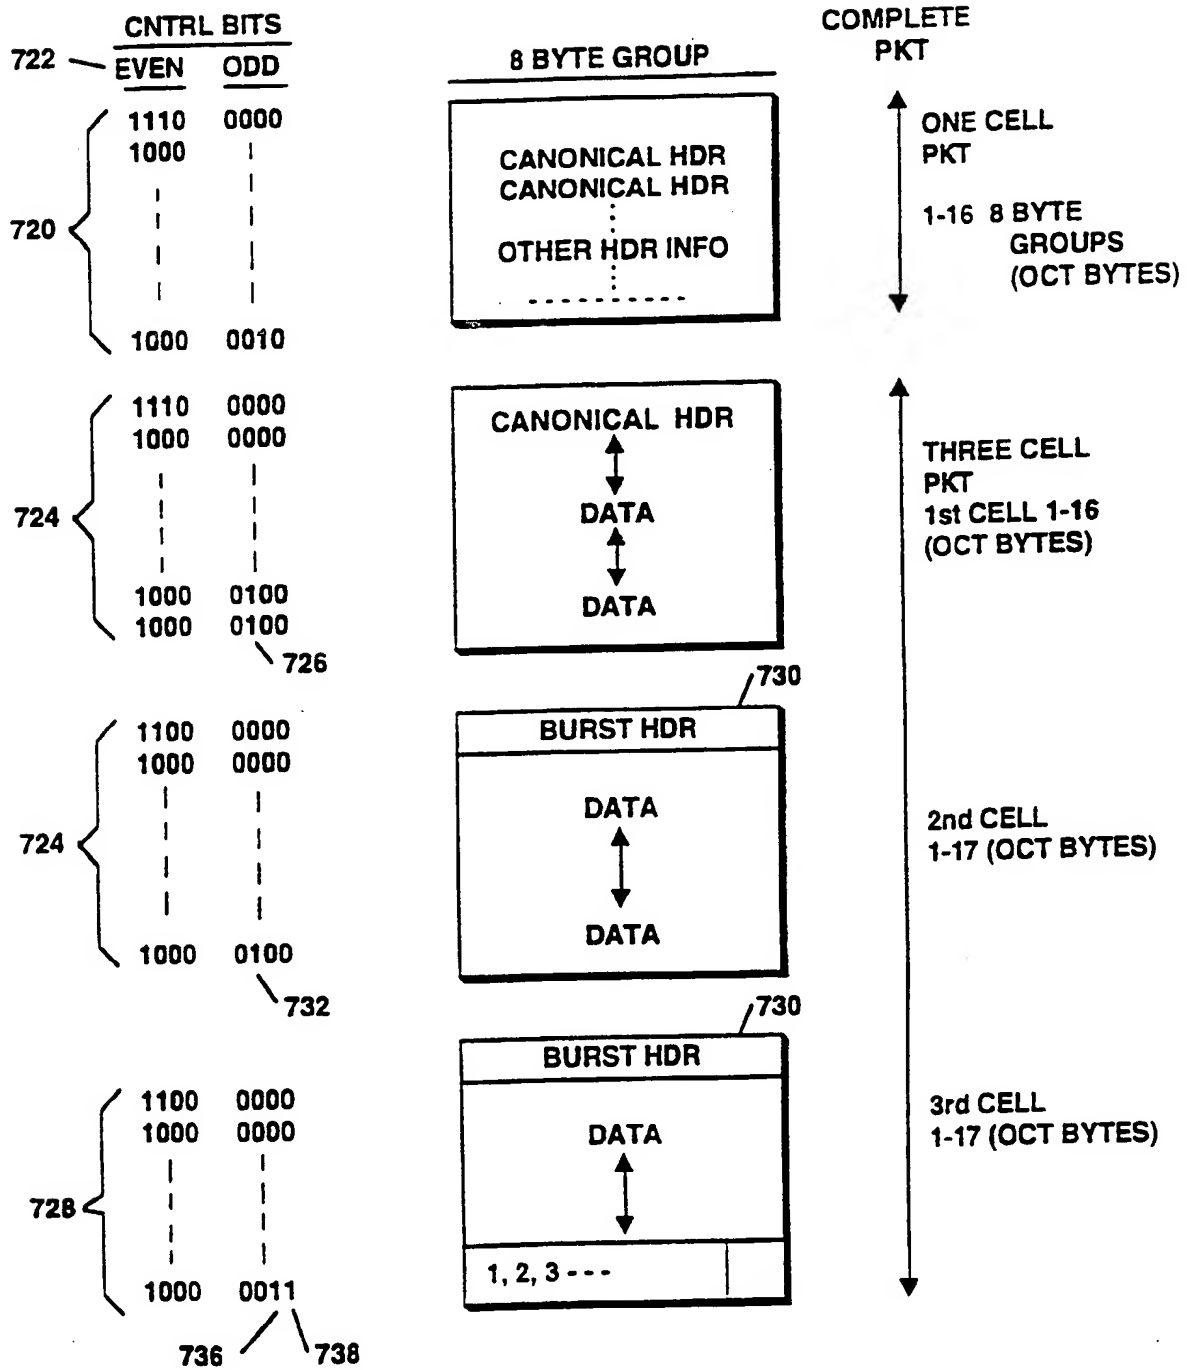 CNTRL BITS
722 EVEN ODD
8 BYTE GROUP
COMPLETE
PKT
1110 0000
1000
720
1000 0010
CANONICAL HDR
CANONICAL HDR
OTHER HDR INFO
ONE CELL
PKT
1-16 8 BYTE
GROUPS
(OCT BYTES)
1110 0000
1000 0000
724
1000 0100
1000 0100
726
CANONICAL HDR
DATA
DATA
THREE CELL
PKT
1st CELL 1-16
(OCT BYTES)
730
1100 0000
1000 0000
724
1000 0100
732
BURST HDR
DATA
DATA
2nd CELL
1-17 (OCT BYTES)
730
1100 0000
1000 0000
728
1000 0011
736 738
BURST HDR
DATA
1, 2, 3 - - -
3rd CELL
1-17 (OCT BYTES)